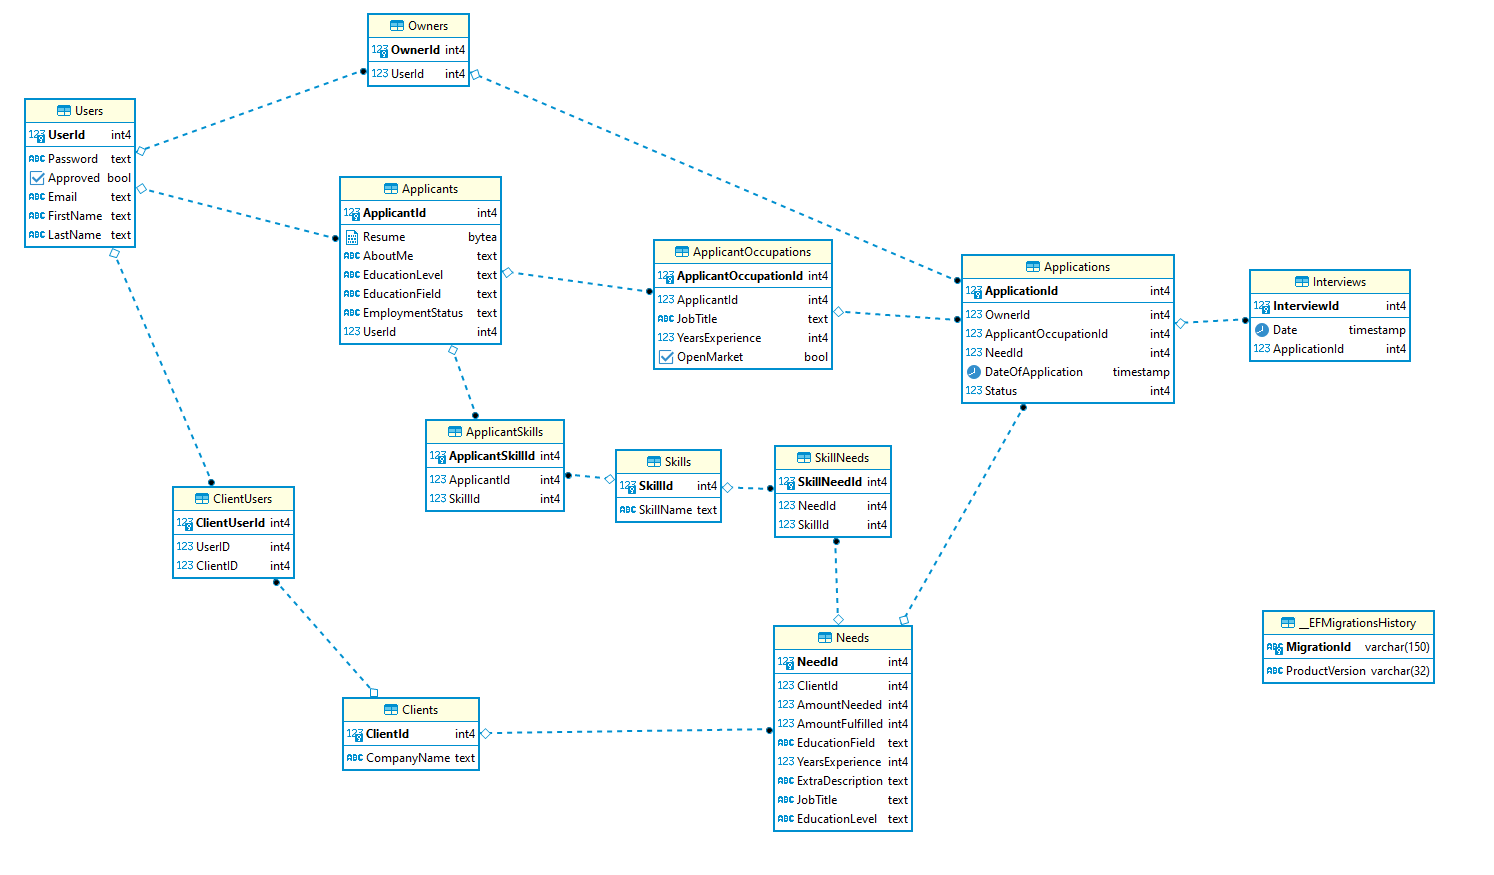 Owners
123 OwnerId int4
123 UserId int4
Users
123 UserId int4
ABC Password text
Approved bool
ABC Email text
ABC FirstName text
ABC LastName text
Applicants
123 ApplicantId int4
Resume bytea
ABC AboutMe text
ABC EducationLevel text
ABC EducationField text
ABC EmploymentStatus text
123 UserId int4
ApplicantOccupations
123 ApplicantOccupationId int4
123 ApplicantId int4
ABC JobTitle text
123 YearsExperience int4
OpenMarket bool
Applications
123 ApplicationId int4
123 OwnerId int4
123 ApplicantOccupationId int4
123 NeedId int4
DateOfApplication timestamp
123 Status int4
Interviews
123 InterviewId int4
Date timestamp
123 ApplicationId int4
ApplicantSkills
123 ApplicantSkillId int4
123 ApplicantId int4
123 SkillId int4
Skills
123 SkillId int4
ABC SkillName text
SkillNeeds
123 SkillNeedId int4
123 NeedId int4
123 SkillId int4
ClientUsers
123 ClientUserId int4
123 UserID int4
123 ClientID int4
Clients
123 ClientId int4
ABC CompanyName text
Needs
123 NeedId int4
123 ClientId int4
123 AmountNeeded int4
123 AmountFulfilled int4
ABC EducationField text
123 YearsExperience int4
ABC ExtraDescription text
ABC JobTitle text
ABC EducationLevel text
__EFMigrationsHistory
ABC MigrationId varchar(150)
ABC ProductVersion varchar(32)